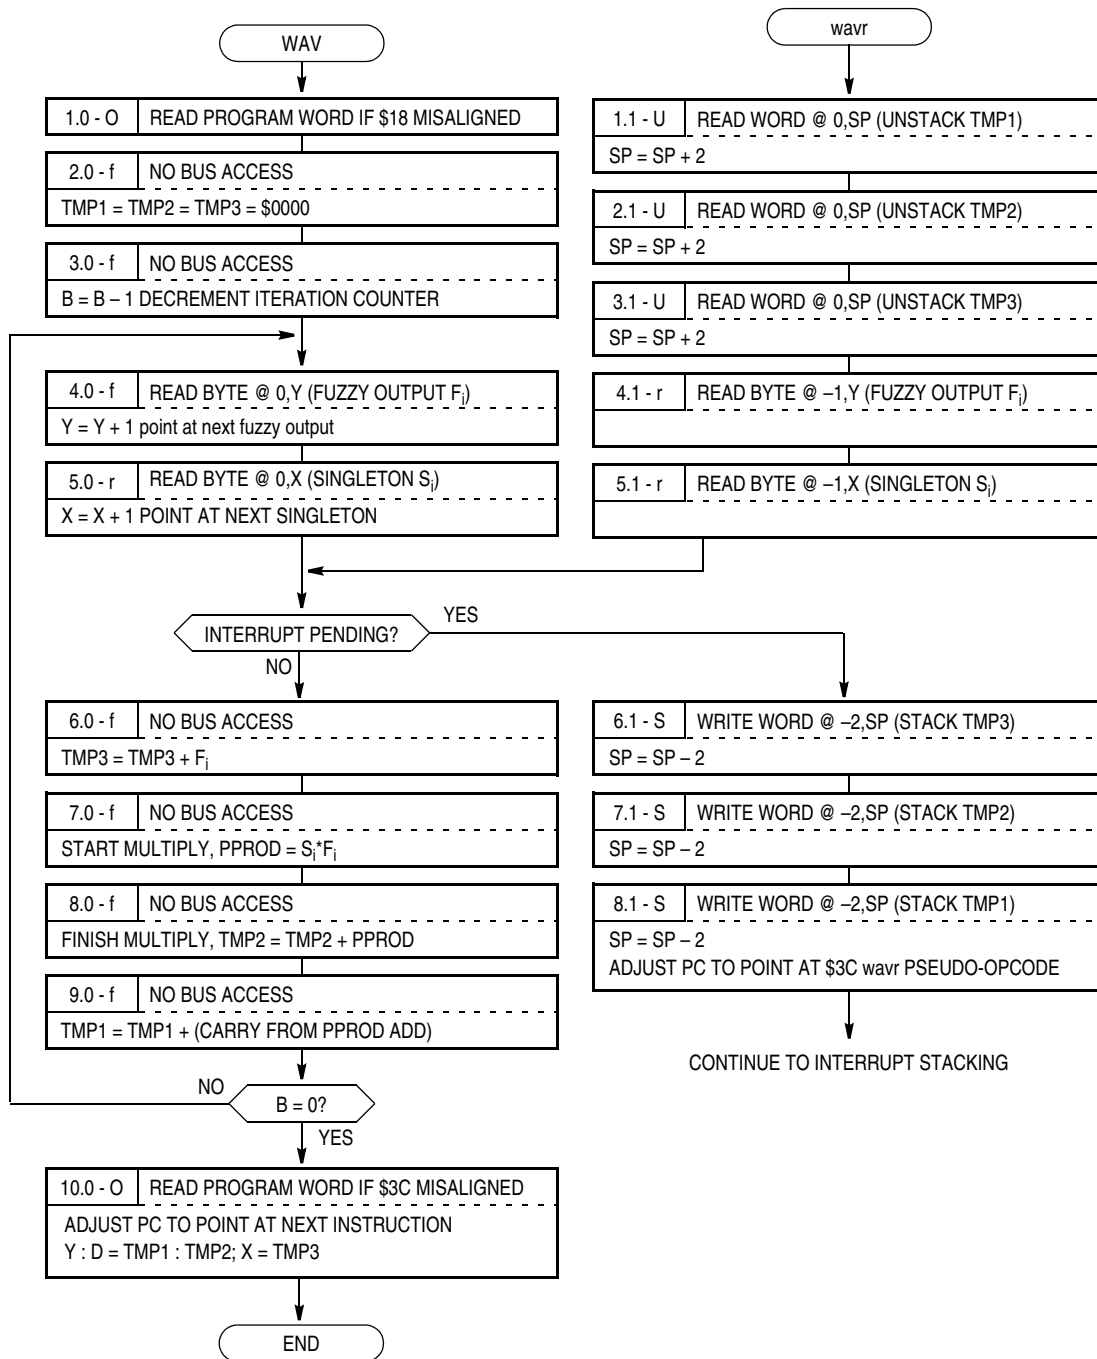 WAV
1.0 - O READ PROGRAM WORD IF $18 MISALIGNED
2.0 - f NO BUS ACCESS
TMP1 = TMP2 = TMP3 = $0000
3.0 - f NO BUS ACCESS
B = B – 1 DECREMENT ITERATION COUNTER
4.0 - f READ BYTE @ 0,Y (FUZZY OUTPUT Fi)
Y = Y + 1 point at next fuzzy output
5.0 - r READ BYTE @ 0,X (SINGLETON Si)
X = X + 1 POINT AT NEXT SINGLETON
wavr
1.1 - U READ WORD @ 0,SP (UNSTACK TMP1)
SP = SP + 2
2.1 - U READ WORD @ 0,SP (UNSTACK TMP2)
SP = SP + 2
3.1 - U READ WORD @ 0,SP (UNSTACK TMP3)
SP = SP + 2
4.1 - r READ BYTE @ –1,Y (FUZZY OUTPUT Fi)
5.1 - r READ BYTE @ –1,X (SINGLETON Si)
INTERRUPT PENDING?
YES
NO
6.0 - f NO BUS ACCESS
TMP3 = TMP3 + Fi
7.0 - f NO BUS ACCESS
START MULTIPLY, PPROD = Si*Fi
8.0 - f NO BUS ACCESS
FINISH MULTIPLY, TMP2 = TMP2 + PPROD
9.0 - f NO BUS ACCESS
TMP1 = TMP1 + (CARRY FROM PPROD ADD)
6.1 - S WRITE WORD @ –2,SP (STACK TMP3)
SP = SP – 2
7.1 - S WRITE WORD @ –2,SP (STACK TMP2)
SP = SP – 2
8.1 - S WRITE WORD @ –2,SP (STACK TMP1)
SP = SP – 2
ADJUST PC TO POINT AT $3C wavr PSEUDO-OPCODE
CONTINUE TO INTERRUPT STACKING
NO
B = 0?
YES
10.0 - O READ PROGRAM WORD IF $3C MISALIGNED
ADJUST PC TO POINT AT NEXT INSTRUCTION
Y : D = TMP1 : TMP2; X = TMP3
END